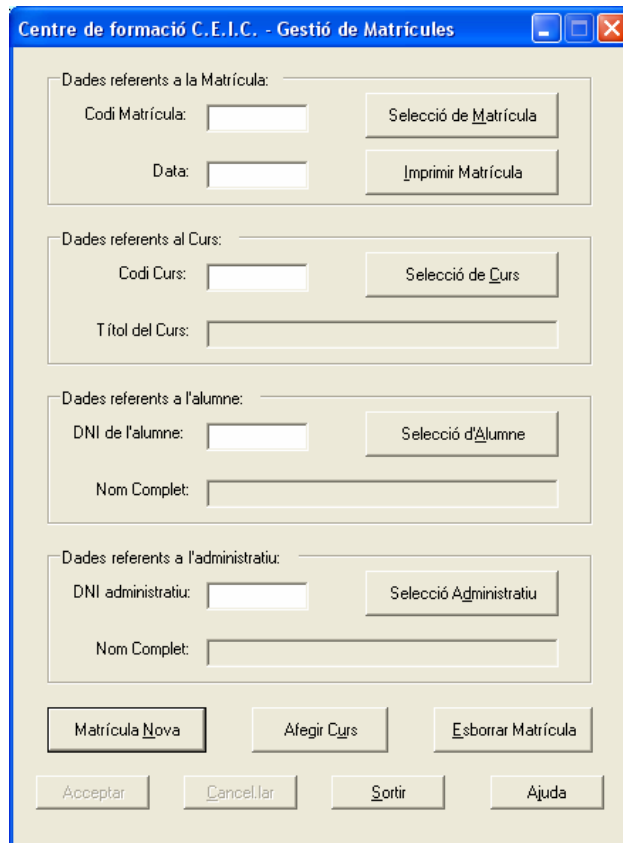 Centre de formació C.E.I.C. - Gestió de Matrícules
Dades referents a la Matrícula:
Codi Matrícula:
Selecció de Matrícula
Data:
Imprimir Matrícula
Dades referents al Curs:
Codi Curs:
Selecció de Curs
Títol del Curs:
Dades referents a l'alumne:
DNI de l'alumne:
Selecció d'Alumne
Nom Complet:
Dades referents a l'administratiu:
DNI administratiu:
Selecció Administratiu
Nom Complet:
Matrícula Nova
Afegir Curs
Esborrar Matrícula
Acceptar
Cancel.lar
Sortir
Ajuda